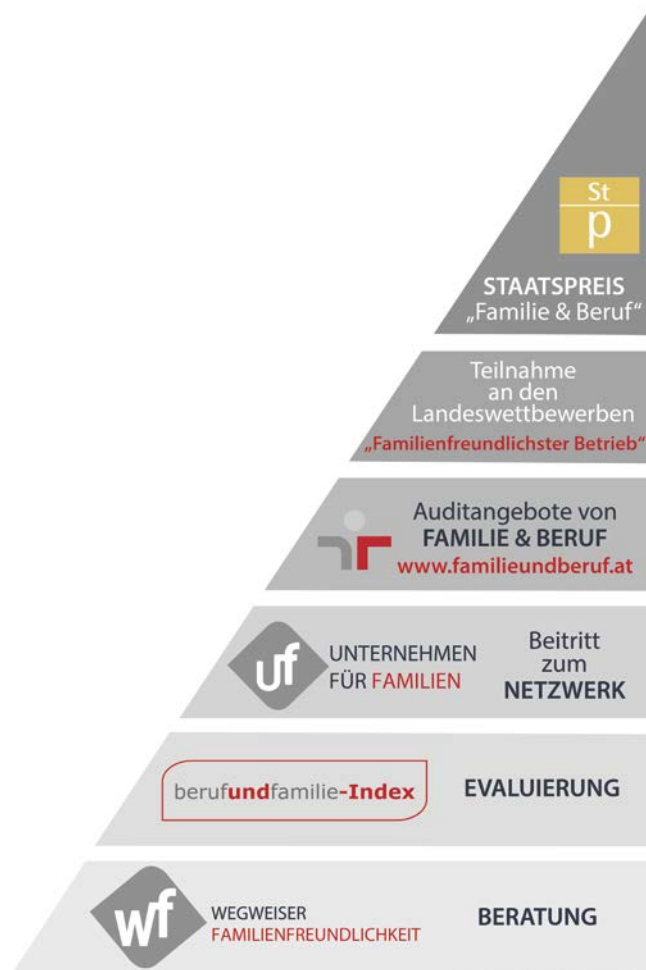 St
p
STAATSPREIS
„Familie & Beruf“
Teilnahme
an den
Landeswettbewerben
„Familienfreundlichster Betrieb“
Auditangebote von
FAMILIE & BERUF
www.familieundberuf.at
uf
UNTERNEHMEN
FÜR FAMILIEN
Beitritt
zum
NETZWERK
berufundfamilie-Index
EVALUIERUNG
wf
WEGWEISER
FAMILIENFREUNDLICHKEIT
BERATUNG